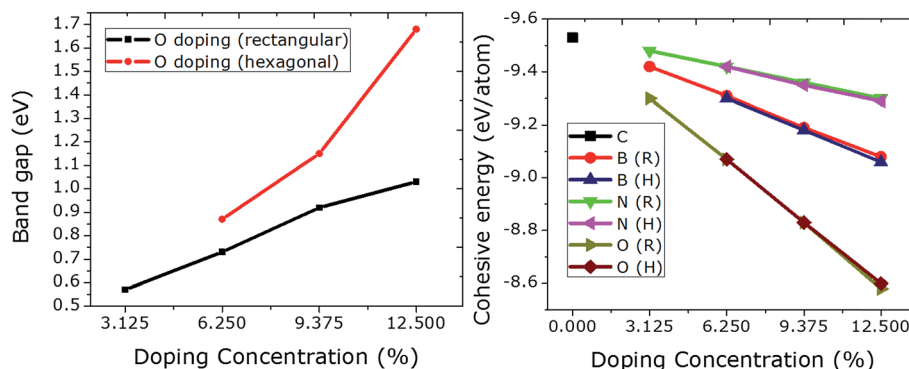 Band gap (eV)
1.7
1.6
1.5
1.4
1.3
1.2
1.1
1.0
0.9
0.8
0.7
0.6
0.5
O doping (rectangular)
O doping (hexagonal)
3.125 6.250 9.375 12.500
Doping Concentration (%)
Cohesive energy (eV/atom)
-9.6
-9.4
-9.2
-9.0
-8.8
-8.6
C
B (R)
B (H)
N (R)
N (H)
O (R)
O (H)
0.000 3.125 6.250 9.375 12.500
Doping Concentration (%)